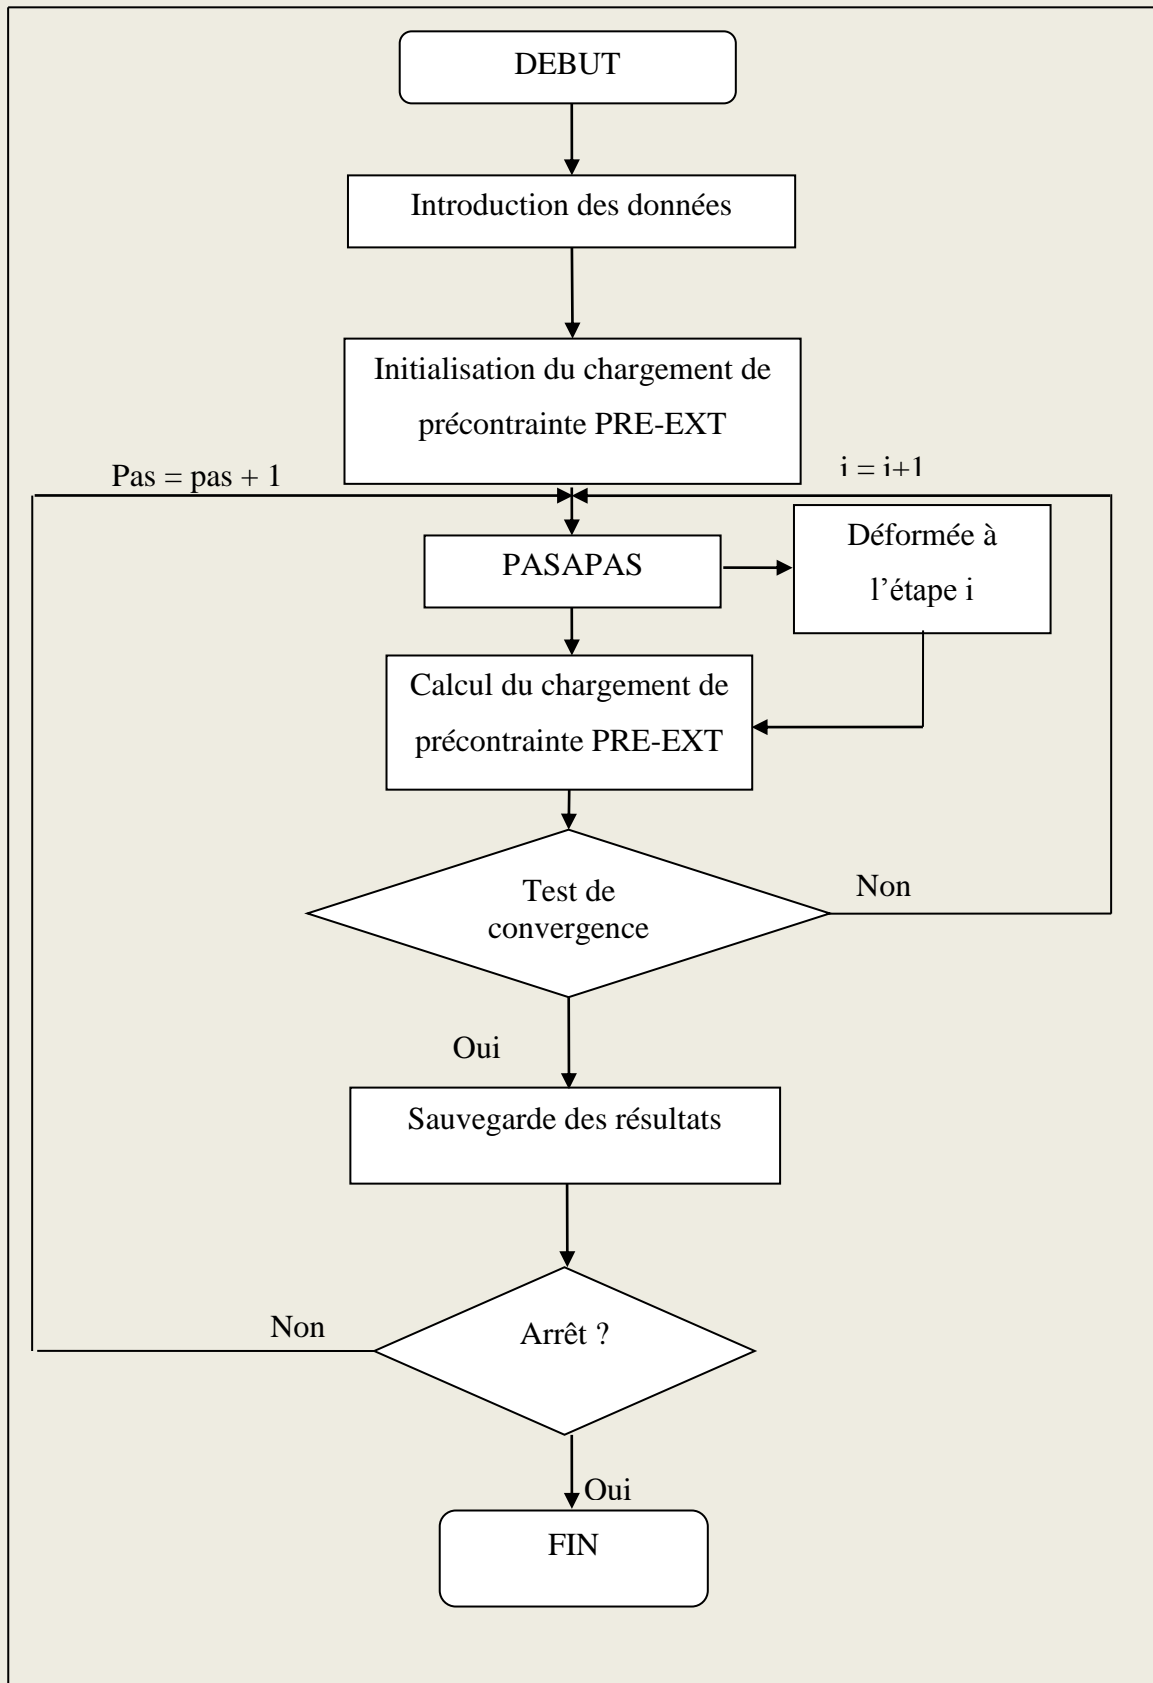 DEBUT
Introduction des données
Initialisation du chargement de
précontrainte PRE-EXT
Pas = pas + 1
i = i+1
PASAPAS
Déformée à
l’étape i
Calcul du chargement de
précontrainte PRE-EXT
Test de
convergence
Non
Oui
Sauvegarde des résultats
Arrêt ?
Non
Oui
FIN